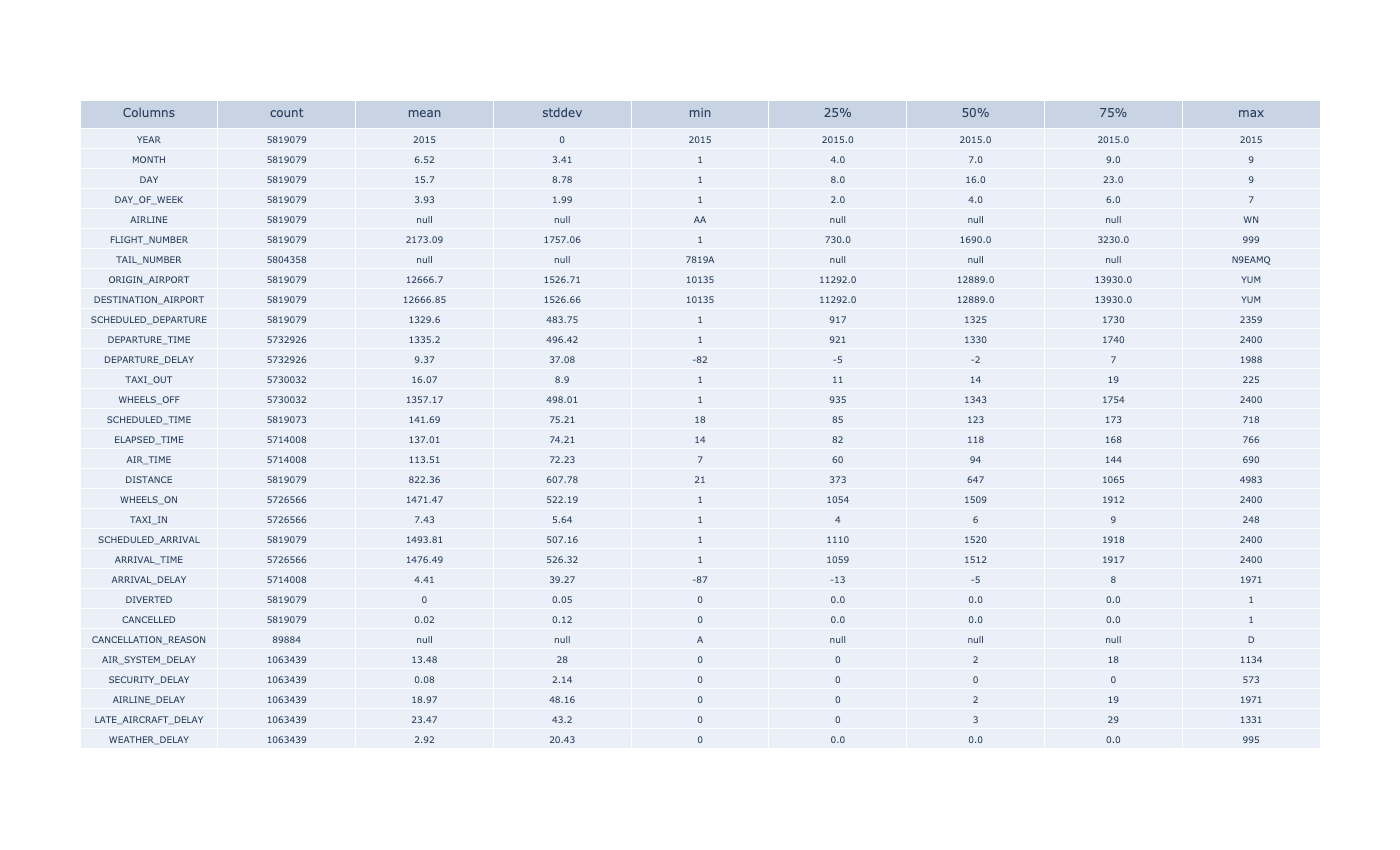 Columns count mean stddev min 25% 50% 75% max
YEAR 5819079 2015 0 2015 2015.0 2015.0 2015.0 2015
MONTH 5819079 6.52 3.41 1 4.0 7.0 9.0 9
DAY 5819079 15.7 8.78 1 8.0 16.0 23.0 9
DAY_OF_WEEK 5819079 3.93 1.99 1 2.0 4.0 6.0 7
AIRLINE 5819079 null null AA null null null WN
FLIGHT_NUMBER 5819079 2173.09 1757.06 1 730.0 1690.0 3230.0 999
TAIL_NUMBER 5804358 null null 7819A null null null N9EAMQ
ORIGIN_AIRPORT 5819079 12666.7 1526.71 10135 11292.0 12889.0 13930.0 YUM
DESTINATION_AIRPORT 5819079 12666.85 1526.66 10135 11292.0 12889.0 13930.0 YUM
SCHEDULED_DEPARTURE 5819079 1329.6 483.75 1 917 1325 1730 2359
DEPARTURE_TIME 5732926 1335.2 496.42 1 921 1330 1740 2400
DEPARTURE_DELAY 5732926 9.37 37.08 -82 -5 -2 7 1988
TAXI_OUT 5730032 16.07 8.9 1 11 14 19 225
WHEELS_OFF 5730032 1357.17 498.01 1 935 1343 1754 2400
SCHEDULED_TIME 5819073 141.69 75.21 18 85 123 173 718
ELAPSED_TIME 5714008 137.01 74.21 14 82 118 168 766
AIR_TIME 5714008 113.51 72.23 7 60 94 144 690
DISTANCE 5819079 822.36 607.78 21 373 647 1065 4983
WHEELS_ON 5726566 1471.47 522.19 1 1054 1509 1912 2400
TAXI_IN 5726566 7.43 5.64 1 4 6 9 248
SCHEDULED_ARRIVAL 5819079 1493.81 507.16 1 1110 1520 1918 2400
ARRIVAL_TIME 5726566 1476.49 526.32 1 1059 1512 1917 2400
ARRIVAL_DELAY 5714008 4.41 39.27 -87 -13 -5 8 1971
DIVERTED 5819079 0 0.05 0 0.0 0.0 0.0 1
CANCELLED 5819079 0.02 0.12 0 0.0 0.0 0.0 1
CANCELLATION_REASON 89884 null null A null null null D
AIR_SYSTEM_DELAY 1063439 13.48 28 0 0 2 18 1134
SECURITY_DELAY 1063439 0.08 2.14 0 0 0 0 573
AIRLINE_DELAY 1063439 18.97 48.16 0 0 2 19 1971
LATE_AIRCRAFT_DELAY 1063439 23.47 43.2 0 0 3 29 1331
WEATHER_DELAY 1063439 2.92 20.43 0 0.0 0.0 0.0 995